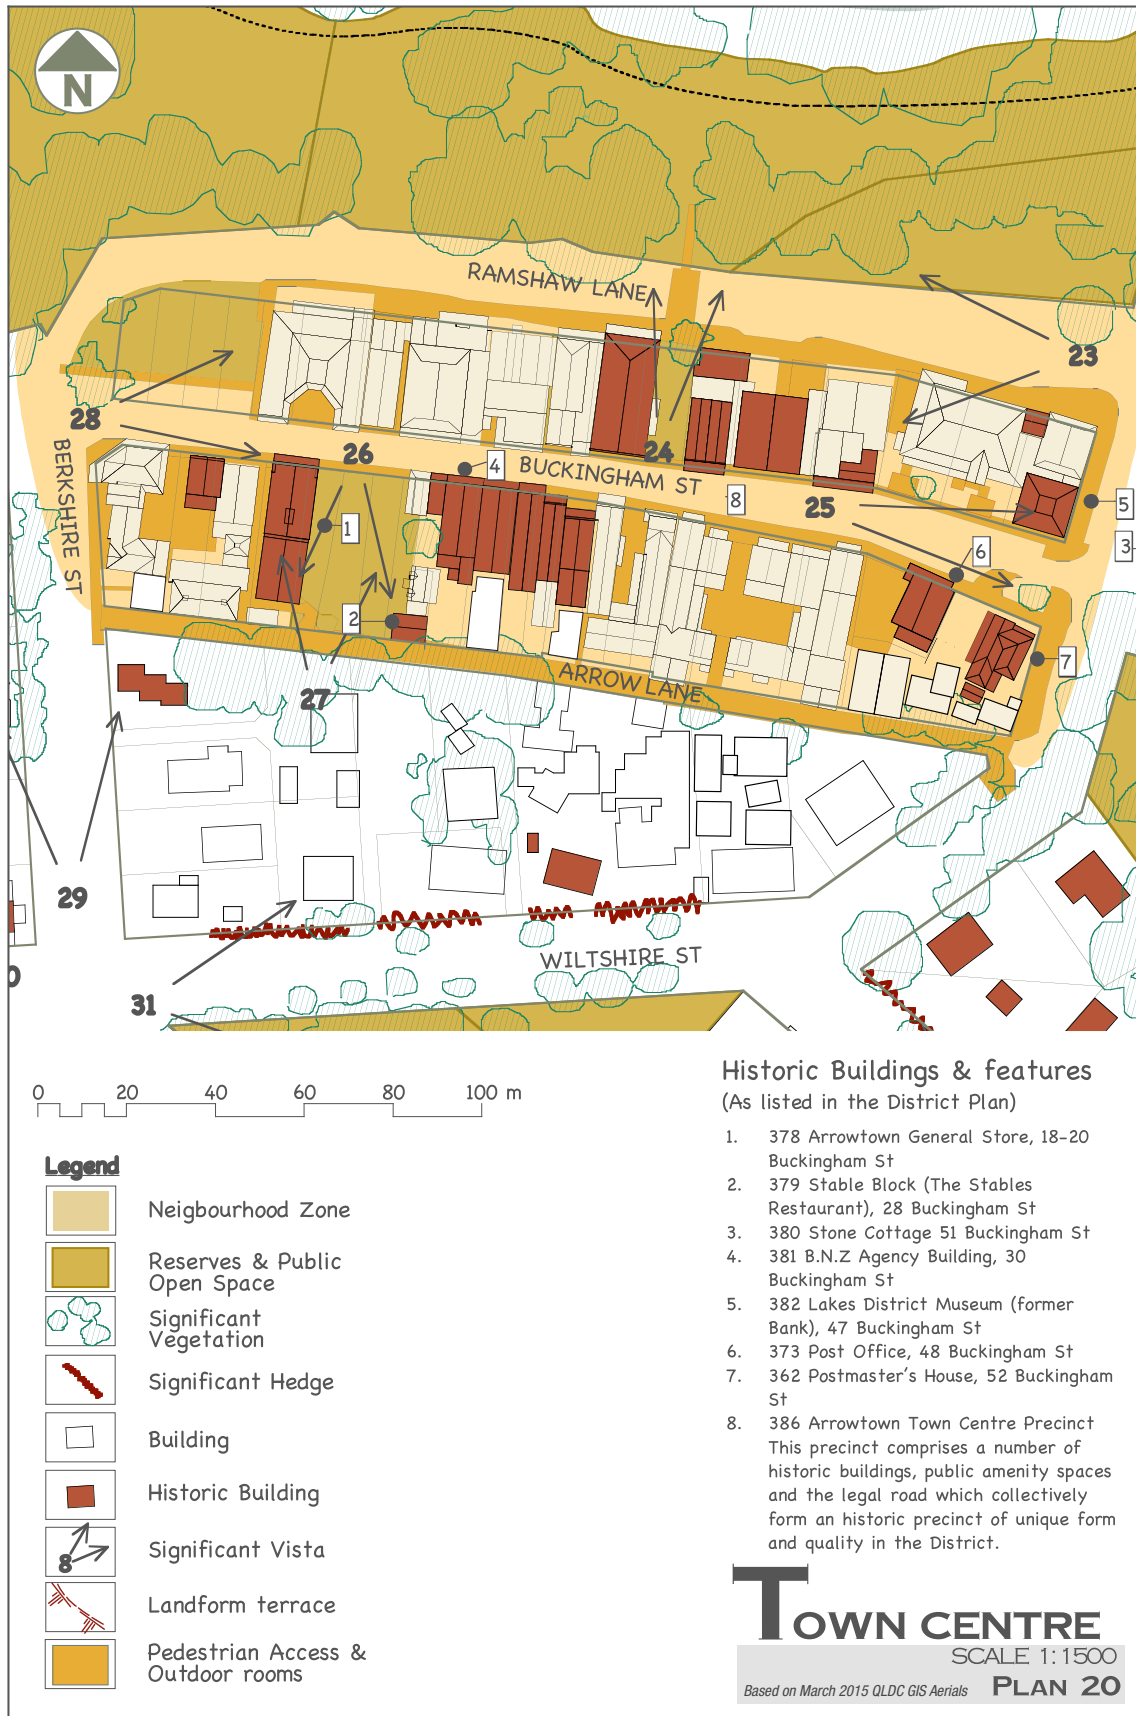 N
RAMSHAW LANE
23
28
24
26
4
BUCKINGHAM ST
8
25
5
BERKSHIRE ST
1
3
6
2
7
ARROW LANE
27
29
WILTSHIRE ST
0
31
0 20 40 60 80 100 m
Legend
Neigbourhood Zone
Reserves & Public
Open Space
Significant
Vegetation
Significant Hedge
Building
Historic Building
8
Significant Vista
Landform terrace
Pedestrian Access &
Outdoor rooms
Historic Buildings & features
(As listed in the District Plan)
1. 378 Arrowtown General Store, 18-20
Buckingham St
2. 379 Stable Block (The Stables
Restaurant), 28 Buckingham St
3. 380 Stone Cottage 51 Buckingham St
4. 381 B.N.Z Agency Building, 30
Buckingham St
5. 382 Lakes District Museum (former
Bank), 47 Buckingham St
6. 373 Post Office, 48 Buckingham St
7. 362 Postmaster's House, 52 Buckingham
St
8. 386 Arrowtown Town Centre Precinct
This precinct comprises a number of
historic buildings, public amenity spaces
and the legal road which collectively
form an historic precinct of unique form
and quality in the District.
TOWN CENTRE
SCALE 1:1500
Based on March 2015 QLDC GIS Aerials PLAN 20